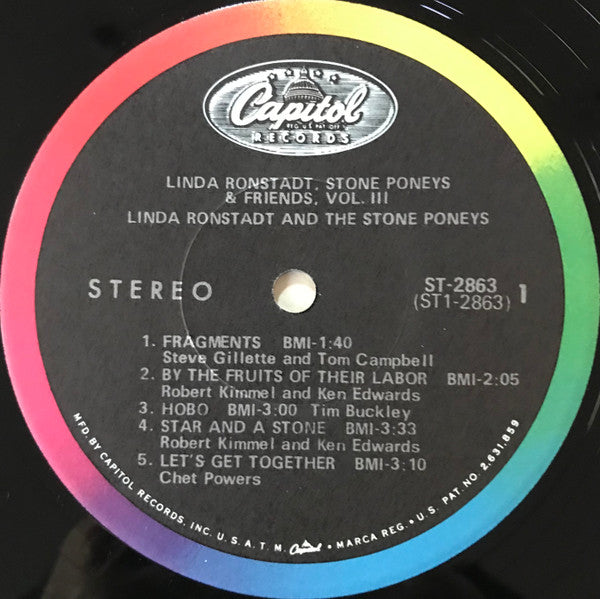 Capitol
REG. U.S. PAT. OFF.
RECORDS
LINDA RONSTADT, STONE PONEYS
& FRIENDS, VOL. III
LINDA RONSTADT AND THE STONE PONEYS
STEREO
ST-2863
(ST1-2863) 1
1. FRAGMENTS BMI-1:40
Steve Gillette and Tom Campbell
2. BY THE FRUITS OF THEIR LABOR BMI-2:05
Robert Kimmel and Ken Edwards
3. HOBO BMI-3:00 Tim Buckley
4. STAR AND A STONE BMI-3:33
Robert Kimmel and Ken Edwards
5. LET'S GET TOGETHER BMI-3:10
Chet Powers
MFD. BY CAPITOL RECORDS, INC. U.S.A. T.M. Capitol • MARCA REG. • U.S. PAT. NO. 2,631,859